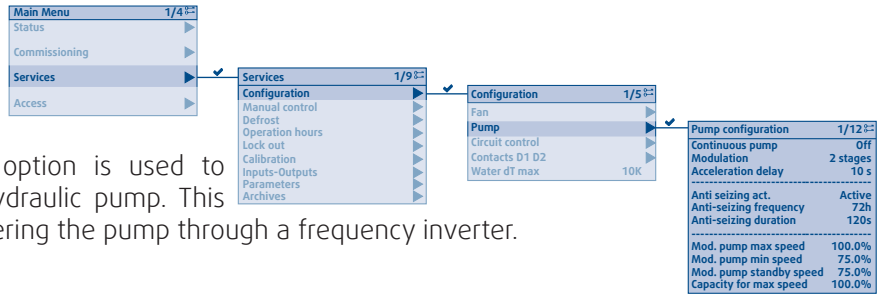 Main Menu 1/4
Status
Commissioning
Services
Access
Services 1/9
Configuration
Manual control
Defrost
Operation hours
Lock out
Calibration
Inputs-Outputs
Parameters
Archives
Configuration 1/5
Fan
Pump
Circuit control
Contacts D1 D2
Water dT max 10K
Pump configuration 1/12
Continuous pump Off
Modulation 2 stages
Acceleration delay 10 s
Anti seizing act. Active
Anti-seizing frequency 72h
Anti-seizing duration 120s
Mod. pump max speed 100.0%
Mod. pump min speed 75.0%
Mod. pump standby speed 75.0%
Capacity for max speed 100.0%
option is used to
ydraulic pump. This
ering the pump through a frequency inverter.